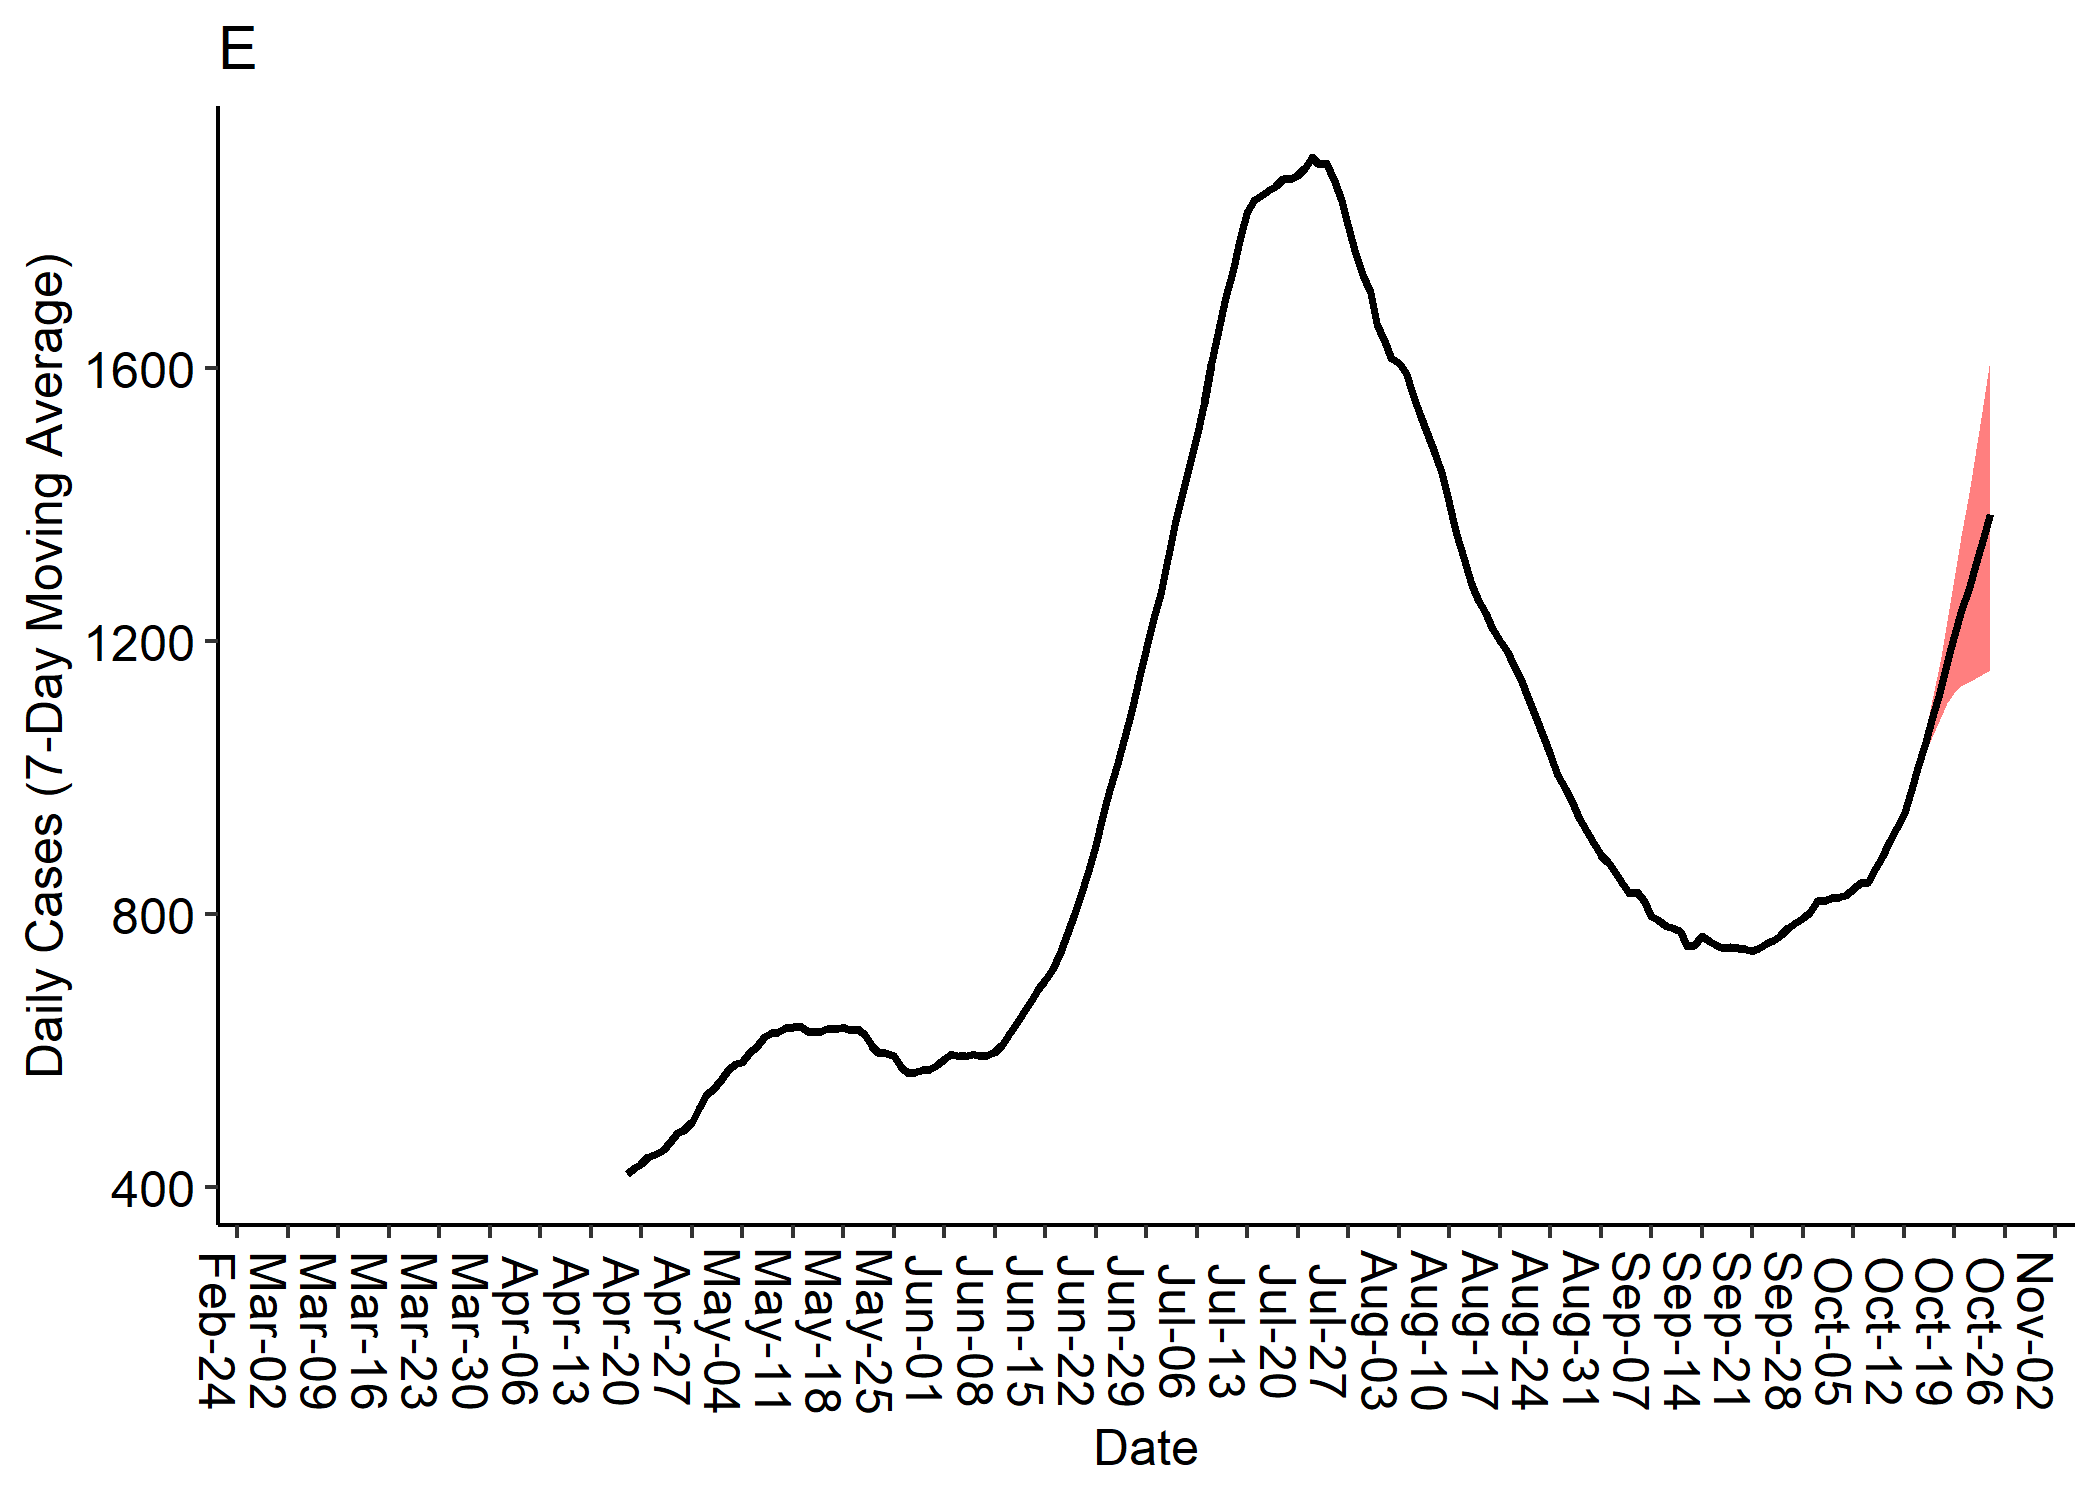 E
Daily Cases (7-Day Moving Average)
1600
1200
800
400
Feb-24
Mar-02
Mar-09
Mar-16
Mar-23
Mar-30
Apr-06
Apr-13
Apr-20
Apr-27
May-04
May-11
May-18
May-25
Jun-01
Jun-08
Jun-15
Jun-22
Jun-29
Jul-06
Jul-13
Jul-20
Jul-27
Aug-03
Aug-10
Aug-17
Aug-24
Aug-31
Sep-07
Sep-14
Sep-21
Sep-28
Oct-05
Oct-12
Oct-19
Oct-26
Nov-02
Date